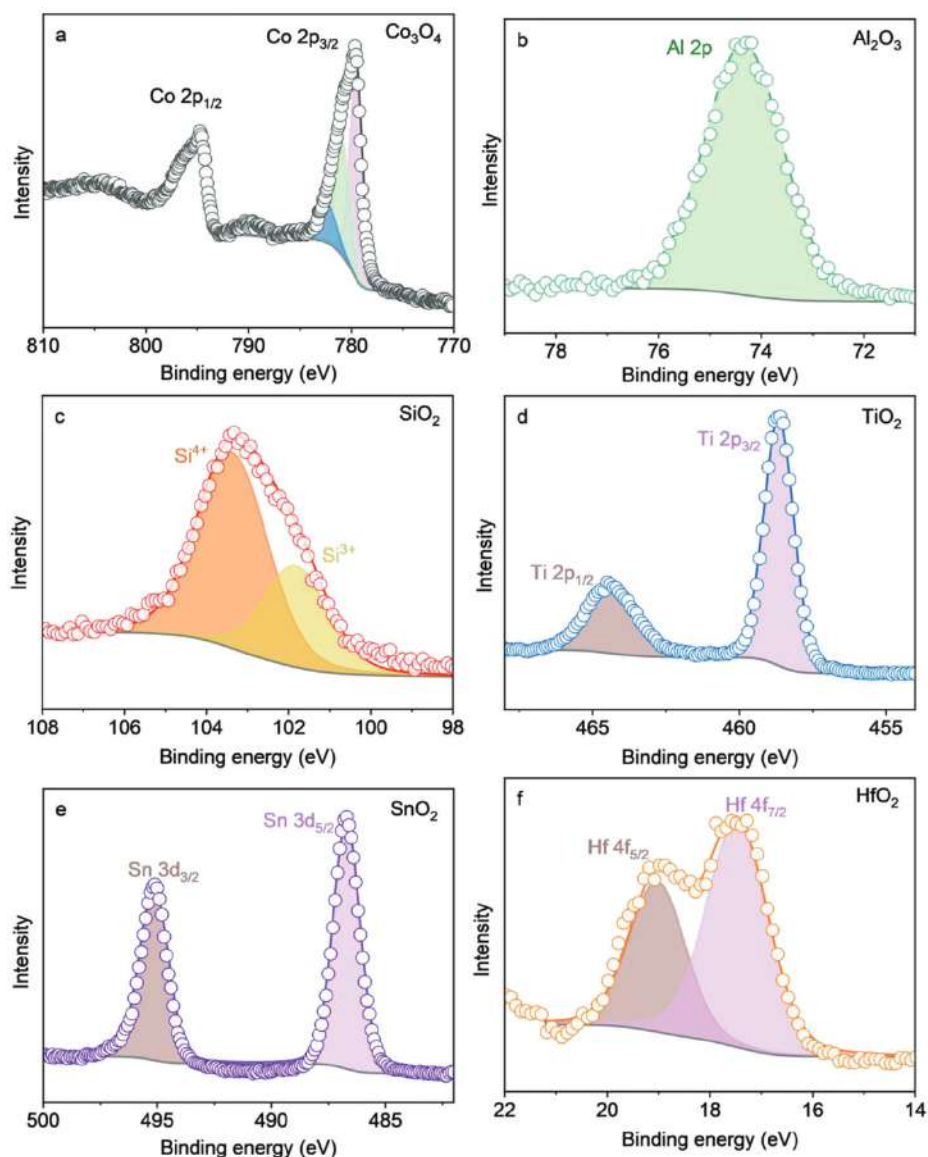 a
Co 2p3/2
Co3O4
Co 2p1/2
Intensity
810 800 790 780 770
Binding energy (eV)
b
Al 2p
Al2O3
Intensity
78 76 74 72
Binding energy (eV)
c
SiO2
Si4+
Si3+
Intensity
108 106 104 102 100 98
Binding energy (eV)
d
TiO2
Ti 2p3/2
Ti 2p1/2
Intensity
465 460 455
Binding energy (eV)
e
SnO2
Sn 3d5/2
Sn 3d3/2
Intensity
500 495 490 485
Binding energy (eV)
f
Hf 4f7/2
HfO2
Hf 4f5/2
Intensity
22 20 19 17 16 14
Binding energy (eV)